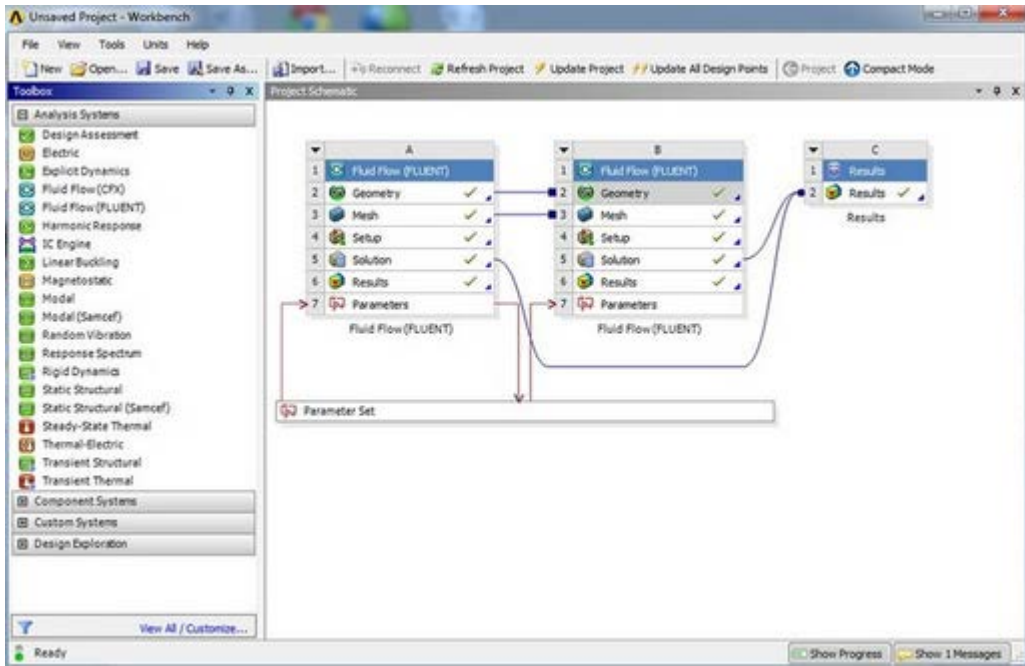 Unsaved Project - Workbench
File View Tools Units Help
New Open... Save Save As... Import... Reconnect Refresh Project Update Project Update All Design Points Project Compact Mode
Toolbox
Project Schematic
Analysis Systems
Design Assessment
Electric
Explicit Dynamics
Fluid Flow (CFX)
Fluid Flow (FLUENT)
Harmonic Response
IC Engine
Linear Buckling
Magnetostatic
Modal
Modal (Samcef)
Random Vibration
Response Spectrum
Rigid Dynamics
Static Structural
Static Structural (Samcef)
Steady-State Thermal
Thermal-Electric
Transient Structural
Transient Thermal
Component Systems
Custom Systems
Design Exploration
View All / Customize...
A
1 Fluid Flow (FLUENT)
2 Geometry
3 Mesh
4 Setup
5 Solution
6 Results
7 Parameters
Fluid Flow (FLUENT)
B
1 Fluid Flow (FLUENT)
2 Geometry
3 Mesh
4 Setup
5 Solution
6 Results
7 Parameters
Fluid Flow (FLUENT)
C
1 Results
2 Results
Results
Parameter Set
Ready
Show Progress
Show 1 Messages